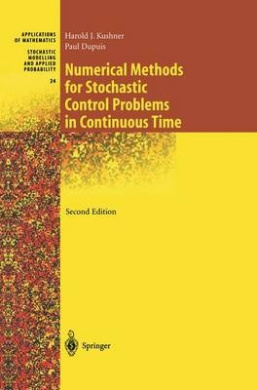 APPLICATIONS OF
MATHEMATICS
STOCHASTIC
MODELLING AND
APPLIED
PROBABILITY
24
Harold J. Kushner
Paul Dupuis
Numerical Methods
for Stochastic
Control Problems
in Continuous Time
Second Edition
Springer